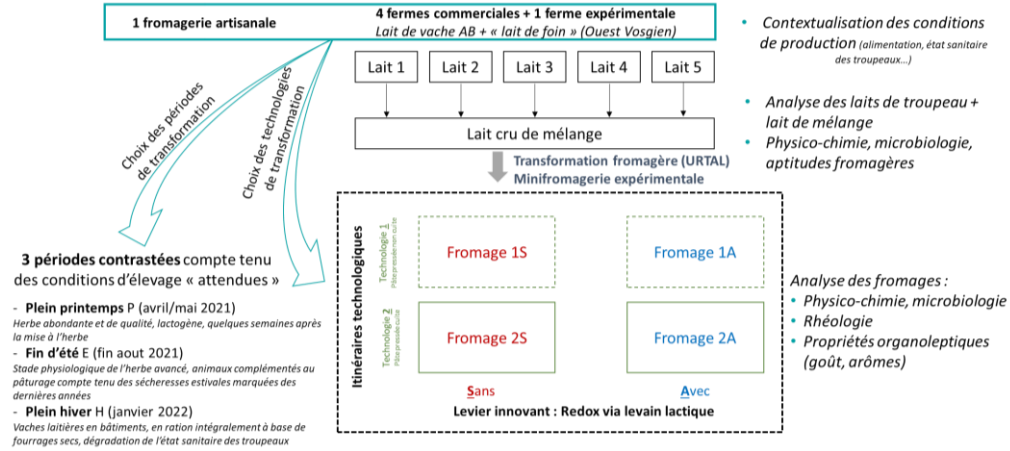 1 fromagerie artisanale
4 fermes commerciales + 1 ferme expérimentale
Lait de vache AB + « lait de foin » (Ouest Vosgien)
Lait 1
Lait 2
Lait 3
Lait 4
Lait 5
Lait cru de mélange
Transformation fromagère (URTAL)
Minifromagerie expérimentale
Choix des périodes
de transformation
Choix des technologies
de transformation
3 périodes contrastées compte tenu
des conditions d'élevage « attendues »
- Plein printemps P (avril/mai 2021)
Herbe abondante et de qualité, lactogène, quelques semaines après
la mise à l'herbe
- Fin d'été E (fin aout 2021)
Stade physiologique de l'herbe avancé, animaux complémentés au
pâturage compte tenu des sécheresses estivales marquées des
dernières années
- Plein hiver H (janvier 2022)
Vaches laitières en bâtiments, en ration intégralement à base de
fourrages secs, dégradation de l'état sanitaire des troupeaux
Itinéraires technologiques
Technologie 1
Pâte pressée non cuite
Fromage 1S
Fromage 1A
Technologie 2
Pâte pressée cuite
Fromage 2S
Fromage 2A
Sans
Avec
Levier innovant : Redox via levain lactique
• Contextualisation des conditions
de production (alimentation, état sanitaire
des troupeaux...)
• Analyse des laits de troupeau +
lait de mélange
• Physico-chimie, microbiologie,
aptitudes fromagères
Analyse des fromages :
• Physico-chimie, microbiologie
• Rhéologie
• Propriétés organoleptiques
(goût, arômes)